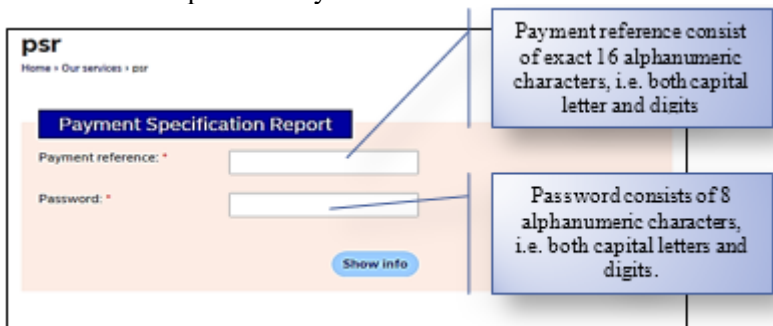 psr
Home » Our services » psr
Payment Specification Report
Payment reference: *
Password: *
Show info
Payment reference consist
of exact 16 alphanumeric
characters, i.e. both capital
letter and digits
Password consists of 8
alphanumeric characters,
i.e. both capital letters and
digits.